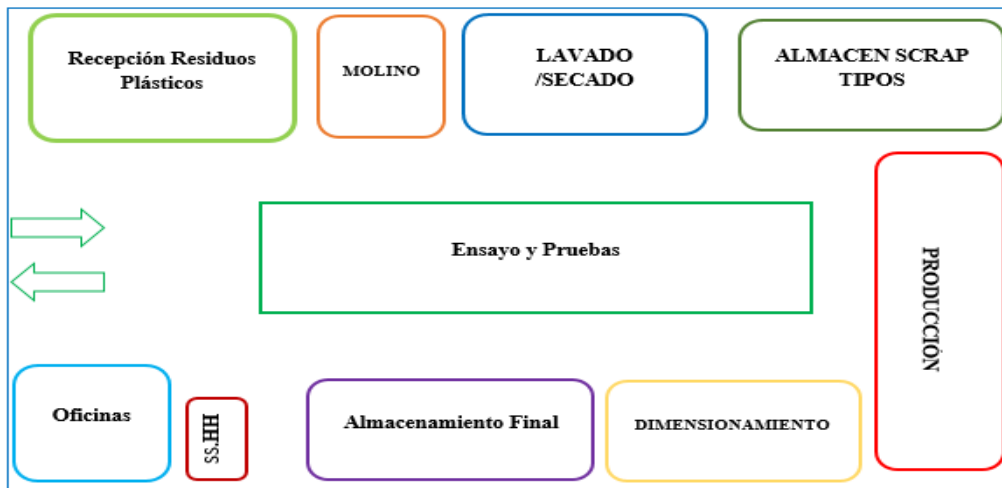 Recepción Residuos
Plásticos
MOLINO
LAVADO
/SECADO
ALMACEN SCRAP
TIPOS
Ensayo y Pruebas
PRODUCCIÓN
Oficinas
SS.HH
Almacenamiento Final
DIMENSIONAMIENTO